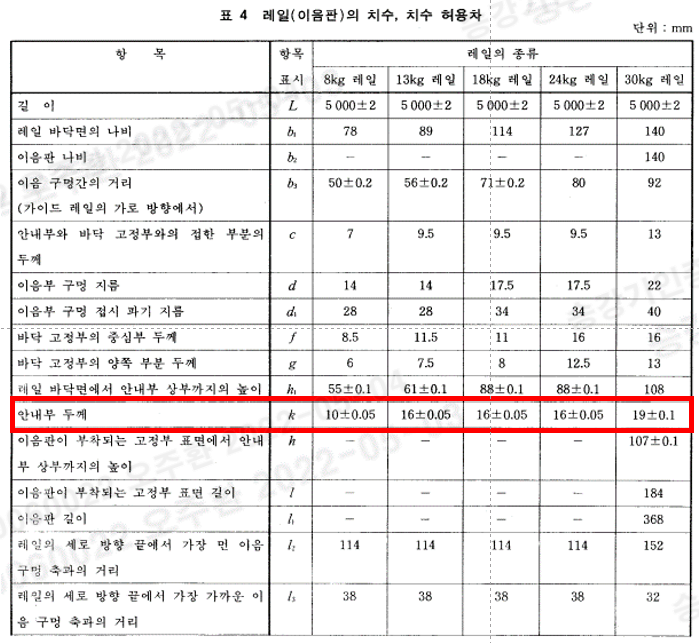 표 4 레일(이음판)의 치수, 치수 허용차
단위 : mm
항 목 항목 표시 레일의 종류
8kg 레일 13kg 레일 18kg 레일 24kg 레일 30kg 레일
길 이 L 5 000±2 5 000±2 5 000±2 5 000±2 5 000±2
레일 바닥면의 나비 b₁ 78 89 114 127 140
이음판 나비 b₂ − − − − 140
이음 구멍간의 거리 b₃ 50±0.2 56±0.2 71±0.2 80 92
(가이드 레일의 가로 방향에서)
안내부와 바닥 고정부와의 접한 부분의 c 7 9.5 9.5 9.5 13
두께
이음부 구멍 지름 d 14 14 17.5 17.5 22
이음부 구멍 접시 파기 지름 d₁ 28 28 34 34 40
바닥 고정부의 중심부 두께 f 8.5 11.5 11 16 16
바닥 고정부의 양쪽 부분 두께 g 6 7.5 8 12.5 13
레일 바닥면에서 안내부 상부까지의 높이 h₁ 55±0.1 61±0.1 88±0.1 88±0.1 108
안내부 두께 k 10±0.05 16±0.05 16±0.05 16±0.05 19±0.1
이음판이 부착되는 고정부 표면에서 안내 h − − − − 107±0.1
부 상부까지의 높이
이음판이 부착되는 고정부 표면 길이 l − − − − 184
이음판 길이 l₁ − − − − 368
레일의 세로 방향 끝에서 가장 먼 이음 l₂ 114 114 114 114 152
구멍 축과의 거리
레일의 세로 방향 끝에서 가장 가까운 이 l₃ 38 38 38 38 32
음 구멍 축과의 거리